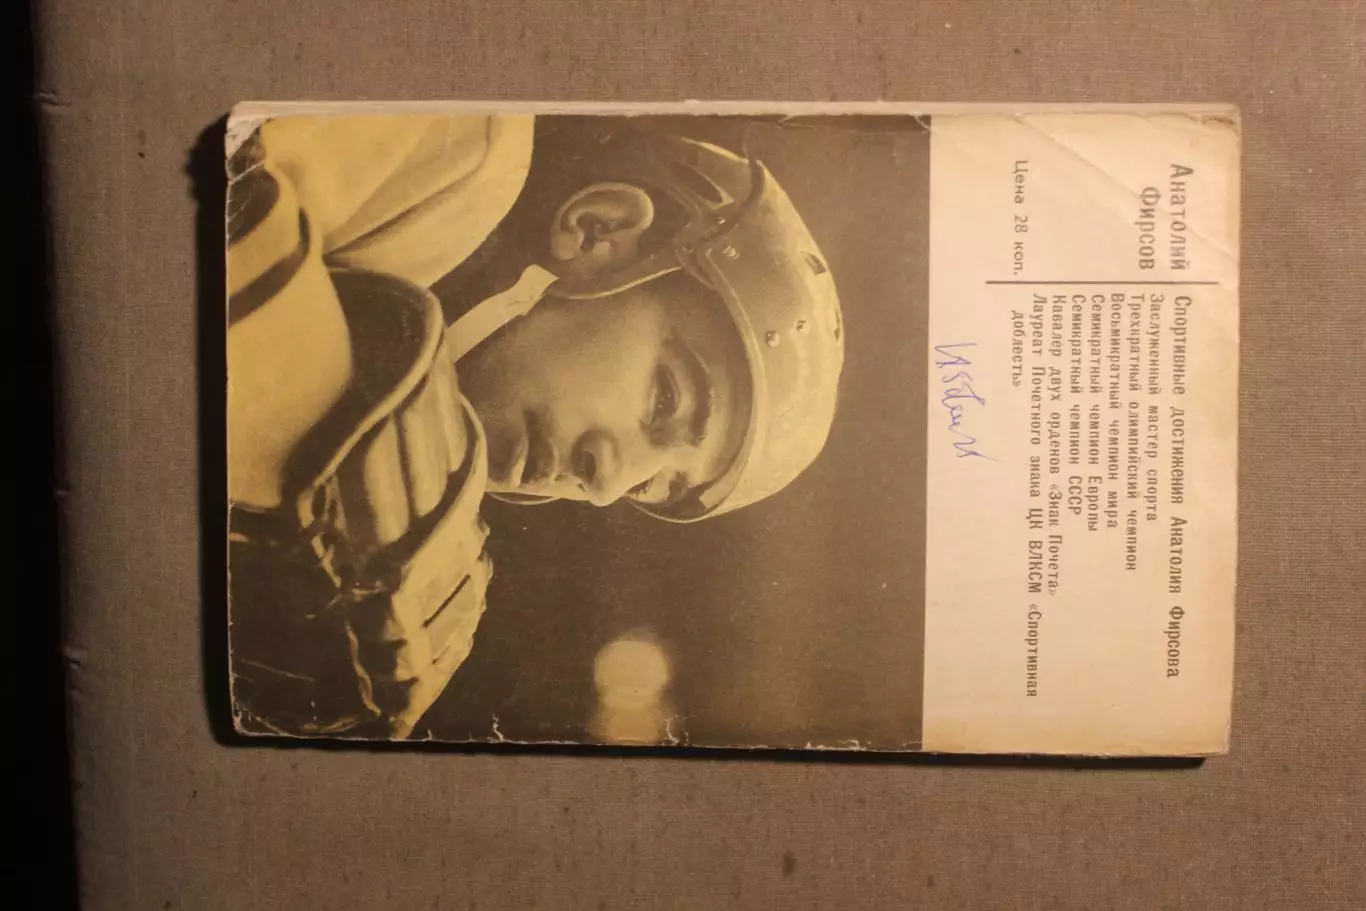 Анатолий
Фирсов
Цена 28 коп.
Спортивные достижения Анатолия Фирсова
Заслуженный мастер спорта
Трехкратный олимпийский чемпион
Восьмикратный чемпион мира
Семикратный чемпион Европы
Семикратный чемпион СССР
Кавалер двух орденов «Знак Почета»
Лауреат Почетного знака ЦК ВЛКСМ «Спортивная
доблесть»